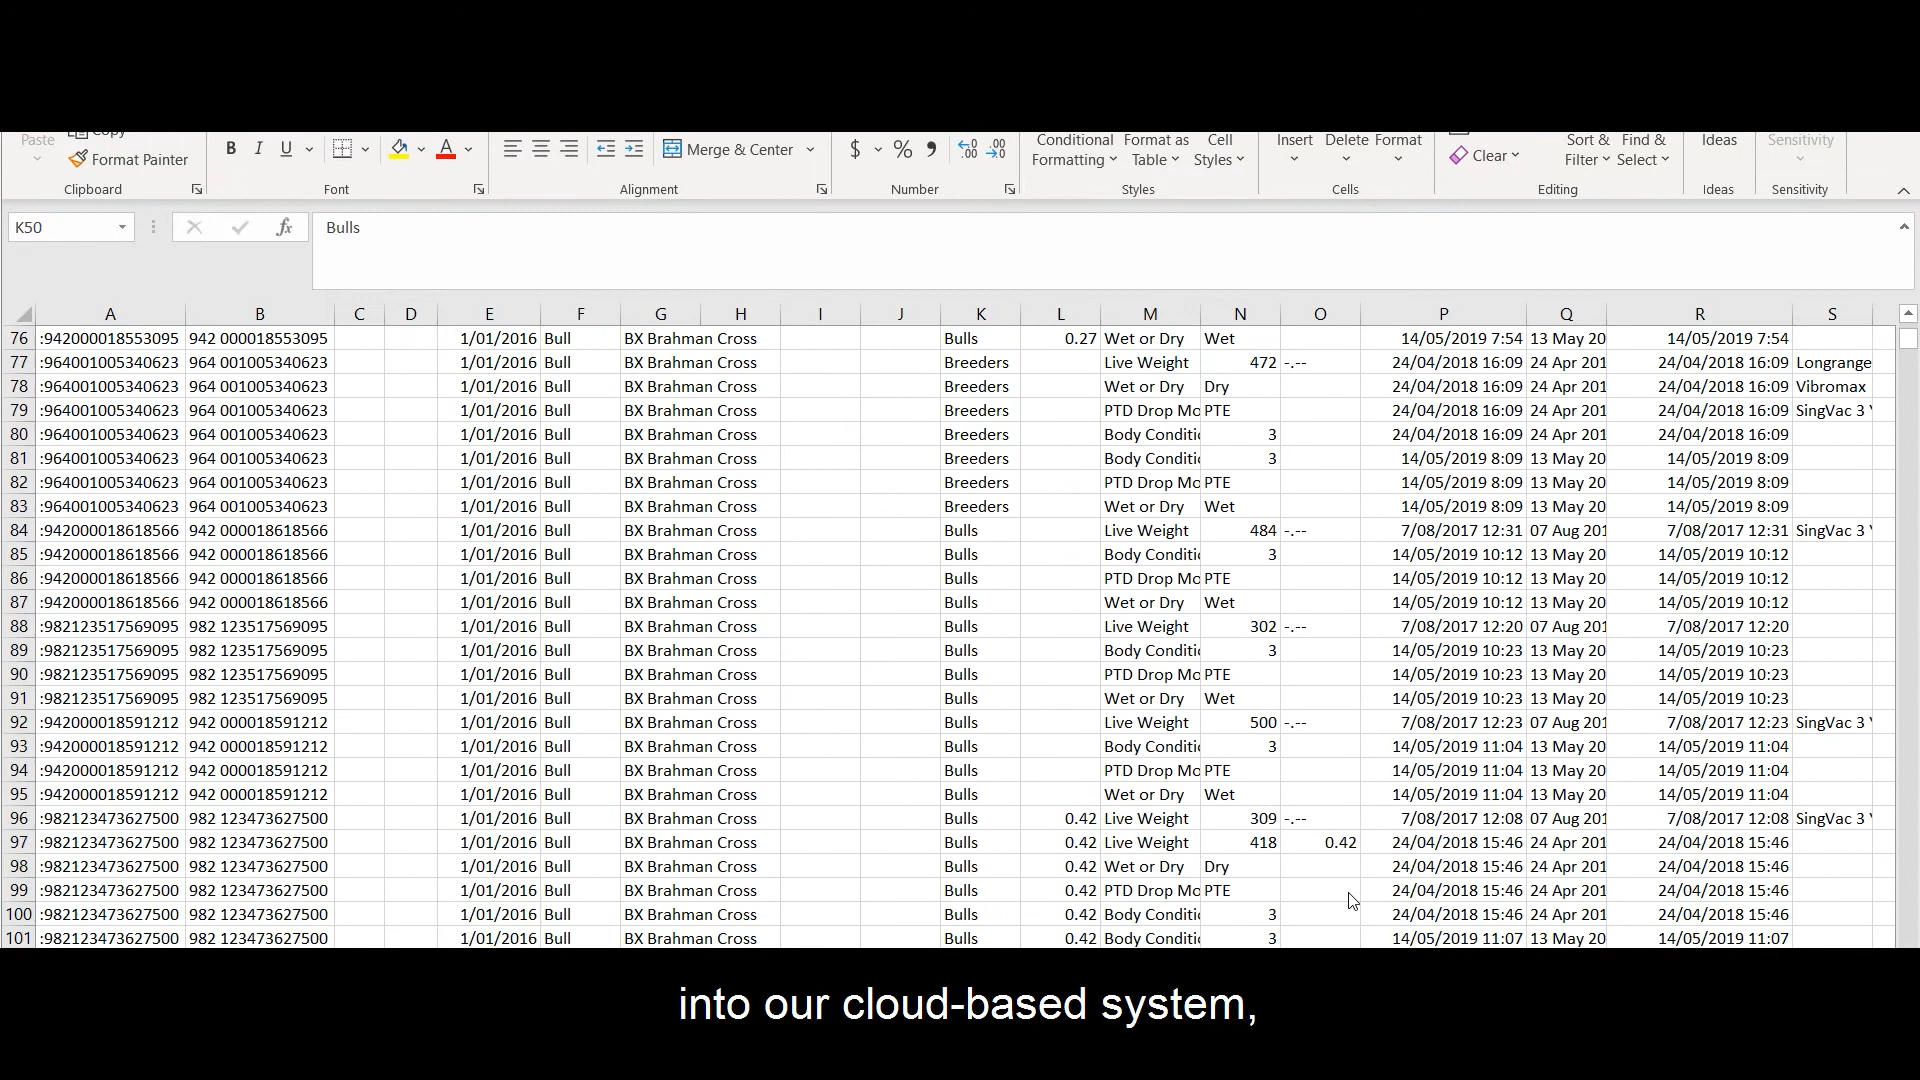 Paste Copy Format Painter
B I U A Merge & Center $ % Conditional Formatting Format as Table Cell Styles Insert Delete Format Clear Sort & Filter Find & Select Ideas Sensitivity
Clipboard Font Alignment Number Styles Cells Editing Ideas Sensitivity
K50 fx Bulls
A B C D E F G H I J K L M N O P Q R S
76 :942000018553095 942 000018553095 1/01/2016 Bull BX Brahman Cross Bulls 0.27 Wet or Dry Wet 14/05/2019 7:54 13 May 20 14/05/2019 7:54
77 :964001005340623 964 001005340623 1/01/2016 Bull BX Brahman Cross Breeders Live Weight 472 -.-- 24/04/2018 16:09 24 Apr 201 24/04/2018 16:09 Longrange
78 :964001005340623 964 001005340623 1/01/2016 Bull BX Brahman Cross Breeders Wet or Dry Dry 24/04/2018 16:09 24 Apr 201 24/04/2018 16:09 Vibromax
79 :964001005340623 964 001005340623 1/01/2016 Bull BX Brahman Cross Breeders PTD Drop Mo PTE 24/04/2018 16:09 24 Apr 201 24/04/2018 16:09 SingVac 3
80 :964001005340623 964 001005340623 1/01/2016 Bull BX Brahman Cross Breeders Body Conditi 3 24/04/2018 16:09 24 Apr 201 24/04/2018 16:09
81 :964001005340623 964 001005340623 1/01/2016 Bull BX Brahman Cross Breeders Body Conditi 3 14/05/2019 8:09 13 May 20 14/05/2019 8:09
82 :964001005340623 964 001005340623 1/01/2016 Bull BX Brahman Cross Breeders PTD Drop Mo PTE 14/05/2019 8:09 13 May 20 14/05/2019 8:09
83 :964001005340623 964 001005340623 1/01/2016 Bull BX Brahman Cross Breeders Wet or Dry Wet 14/05/2019 8:09 13 May 20 14/05/2019 8:09
84 :942000018618566 942 000018618566 1/01/2016 Bull BX Brahman Cross Bulls Live Weight 484 -.-- 7/08/2017 12:31 07 Aug 201 7/08/2017 12:31 SingVac 3
85 :942000018618566 942 000018618566 1/01/2016 Bull BX Brahman Cross Bulls Body Conditi 3 14/05/2019 10:12 13 May 20 14/05/2019 10:12
86 :942000018618566 942 000018618566 1/01/2016 Bull BX Brahman Cross Bulls PTD Drop Mo PTE 14/05/2019 10:12 13 May 20 14/05/2019 10:12
87 :942000018618566 942 000018618566 1/01/2016 Bull BX Brahman Cross Bulls Wet or Dry Wet 14/05/2019 10:12 13 May 20 14/05/2019 10:12
88 :982123517569095 982 123517569095 1/01/2016 Bull BX Brahman Cross Bulls Live Weight 302 -.-- 7/08/2017 12:20 07 Aug 201 7/08/2017 12:20
89 :982123517569095 982 123517569095 1/01/2016 Bull BX Brahman Cross Bulls Body Conditi 3 14/05/2019 10:23 13 May 20 14/05/2019 10:23
90 :982123517569095 982 123517569095 1/01/2016 Bull BX Brahman Cross Bulls PTD Drop Mo PTE 14/05/2019 10:23 13 May 20 14/05/2019 10:23
91 :982123517569095 982 123517569095 1/01/2016 Bull BX Brahman Cross Bulls Wet or Dry Wet 14/05/2019 10:23 13 May 20 14/05/2019 10:23
92 :942000018591212 942 000018591212 1/01/2016 Bull BX Brahman Cross Bulls Live Weight 500 -.-- 7/08/2017 12:23 07 Aug 201 7/08/2017 12:23 SingVac 3
93 :942000018591212 942 000018591212 1/01/2016 Bull BX Brahman Cross Bulls Body Conditi 3 14/05/2019 11:04 13 May 20 14/05/2019 11:04
94 :942000018591212 942 000018591212 1/01/2016 Bull BX Brahman Cross Bulls PTD Drop Mo PTE 14/05/2019 11:04 13 May 20 14/05/2019 11:04
95 :942000018591212 942 000018591212 1/01/2016 Bull BX Brahman Cross Bulls Wet or Dry Wet 14/05/2019 11:04 13 May 20 14/05/2019 11:04
96 :982123473627500 982 123473627500 1/01/2016 Bull BX Brahman Cross Bulls 0.42 Live Weight 309 -.-- 7/08/2017 12:08 07 Aug 201 7/08/2017 12:08 SingVac 3
97 :982123473627500 982 123473627500 1/01/2016 Bull BX Brahman Cross Bulls 0.42 Live Weight 418 0.42 24/04/2018 15:46 24 Apr 201 24/04/2018 15:46
98 :982123473627500 982 123473627500 1/01/2016 Bull BX Brahman Cross Bulls 0.42 Wet or Dry Dry 24/04/2018 15:46 24 Apr 201 24/04/2018 15:46
99 :982123473627500 982 123473627500 1/01/2016 Bull BX Brahman Cross Bulls 0.42 PTD Drop Mo PTE 24/04/2018 15:46 24 Apr 201 24/04/2018 15:46
100 :982123473627500 982 123473627500 1/01/2016 Bull BX Brahman Cross Bulls 0.42 Body Conditi 3 24/04/2018 15:46 24 Apr 201 24/04/2018 15:46
101 :982123473627500 982 123473627500 1/01/2016 Bull BX Brahman Cross Bulls 0.42 Body Conditi 3 14/05/2019 11:07 13 May 20 14/05/2019 11:07
into our cloud-based system,